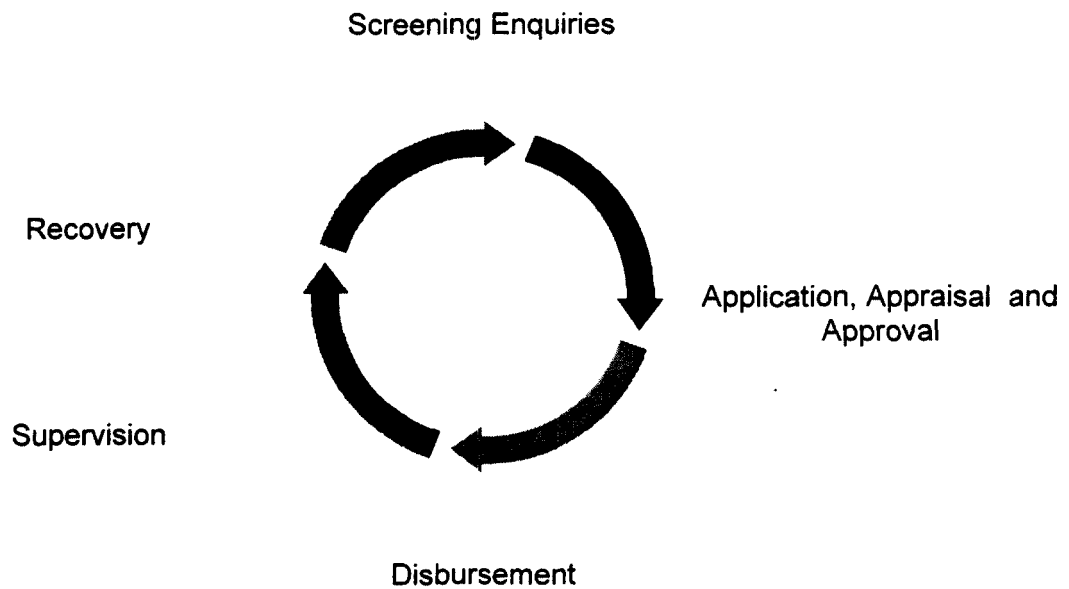 Screening Enquiries
Recovery
Application, Appraisal and
Approval
Supervision
Disbursement